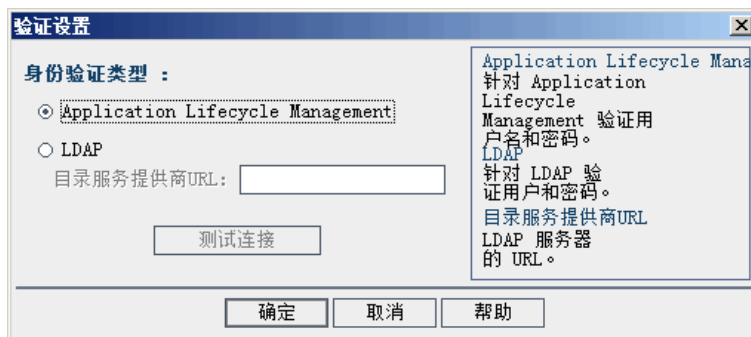 验证设置
身份验证类型 ：
Application Lifecycle Management
LDAP
目录服务提供商URL：
测试连接
Application Lifecycle Mana
针对 Application
Lifecycle
Management 验证用
户名和密码。
LDAP
针对 LDAP 验
证用户和密码。
目录服务提供商URL
LDAP 服务器
的 URL。
确定
取消
帮助